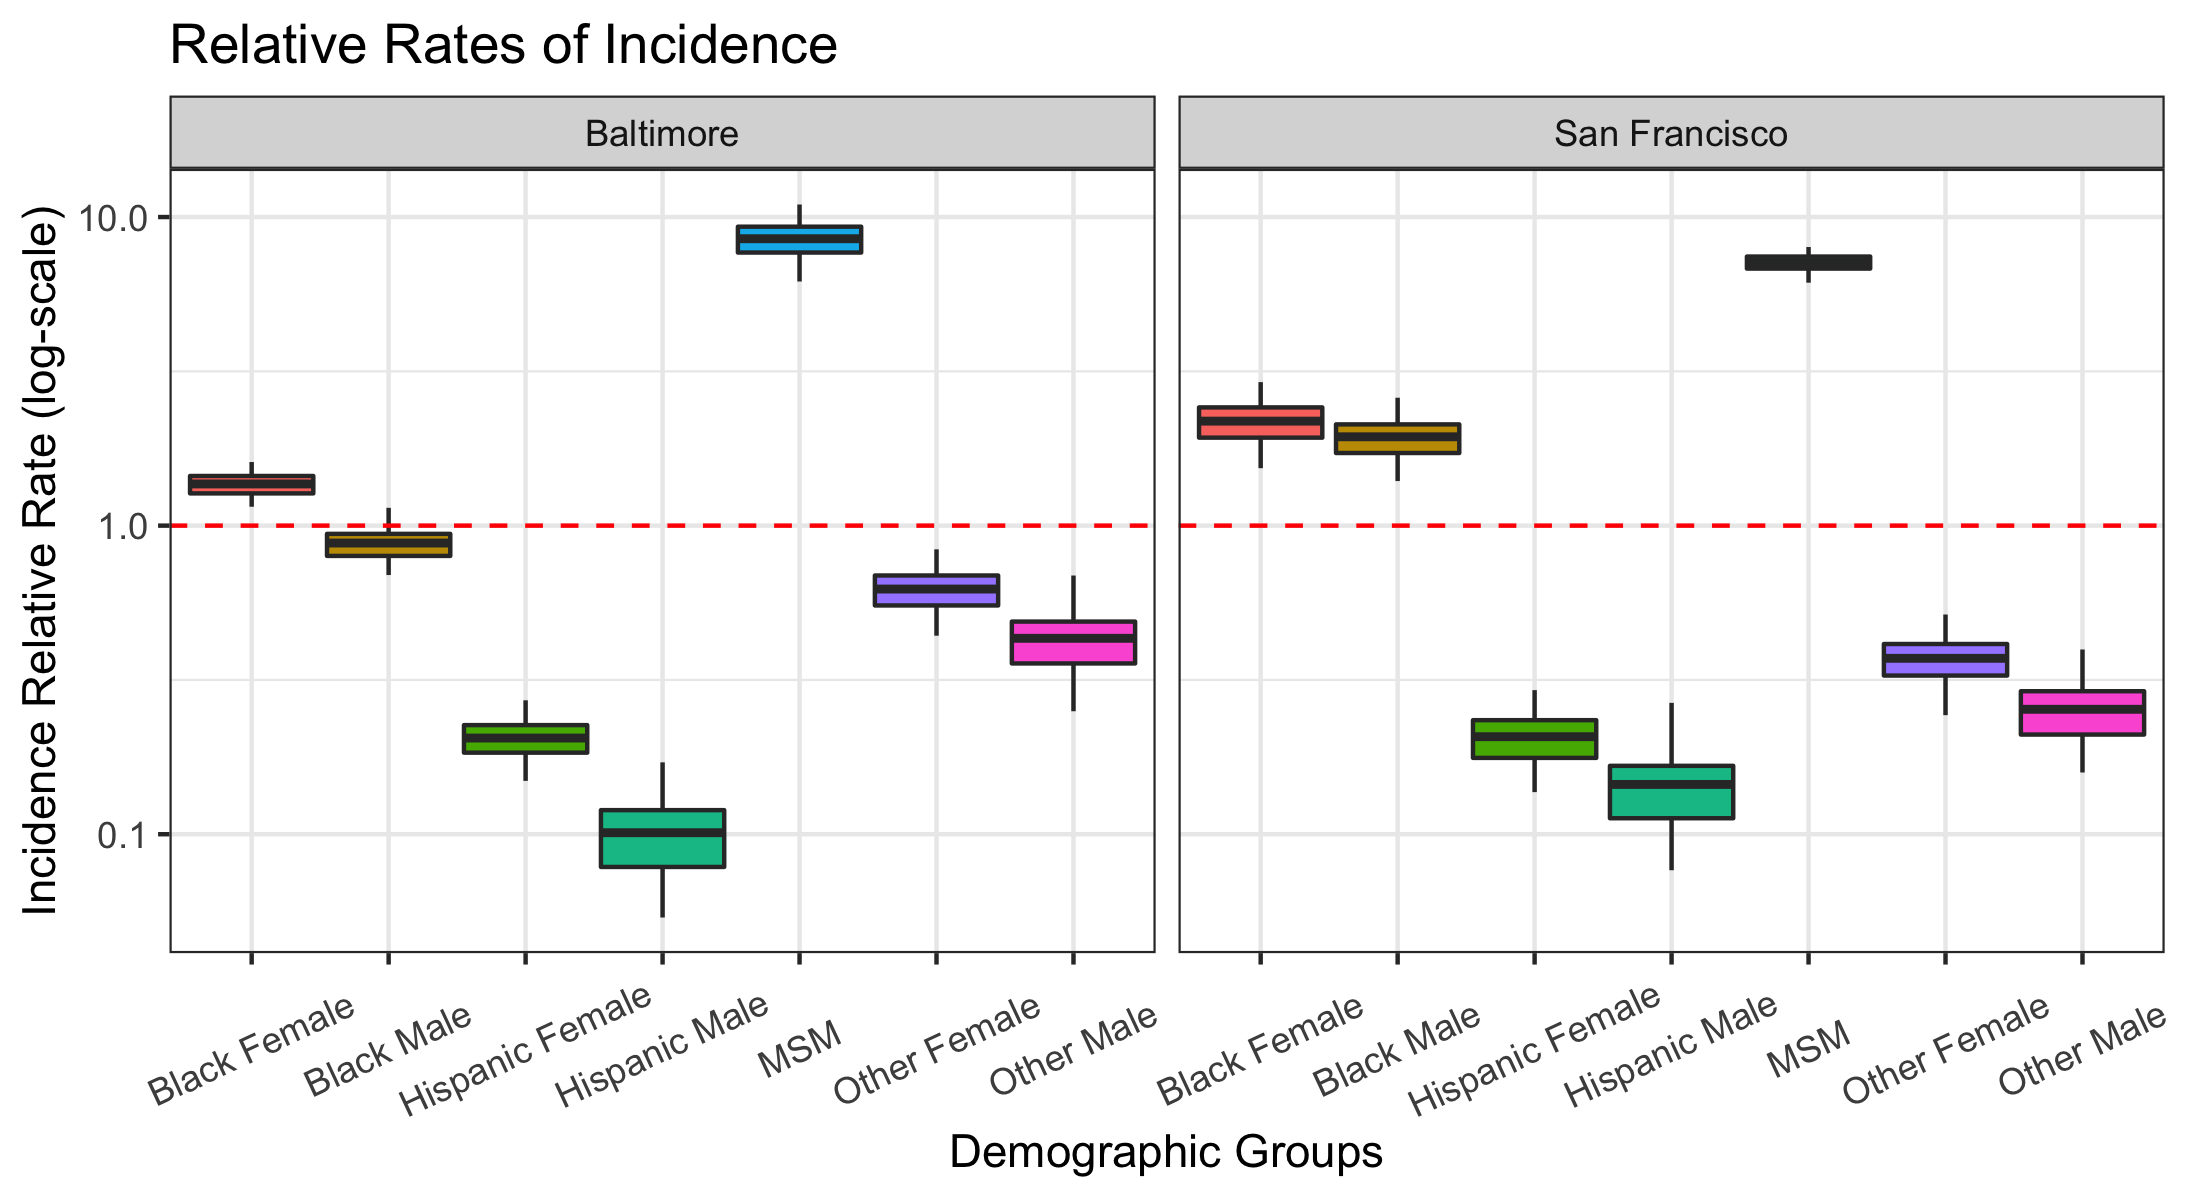 Relative Rates of Incidence
Baltimore
San Francisco
Incidence Relative Rate (log-scale)
10.0
1.0
0.1
Black Female
Black Male
Hispanic Female
Hispanic Male
MSM
Other Female
Other Male
Black Female
Black Male
Hispanic Female
Hispanic Male
MSM
Other Female
Other Male
Demographic Groups